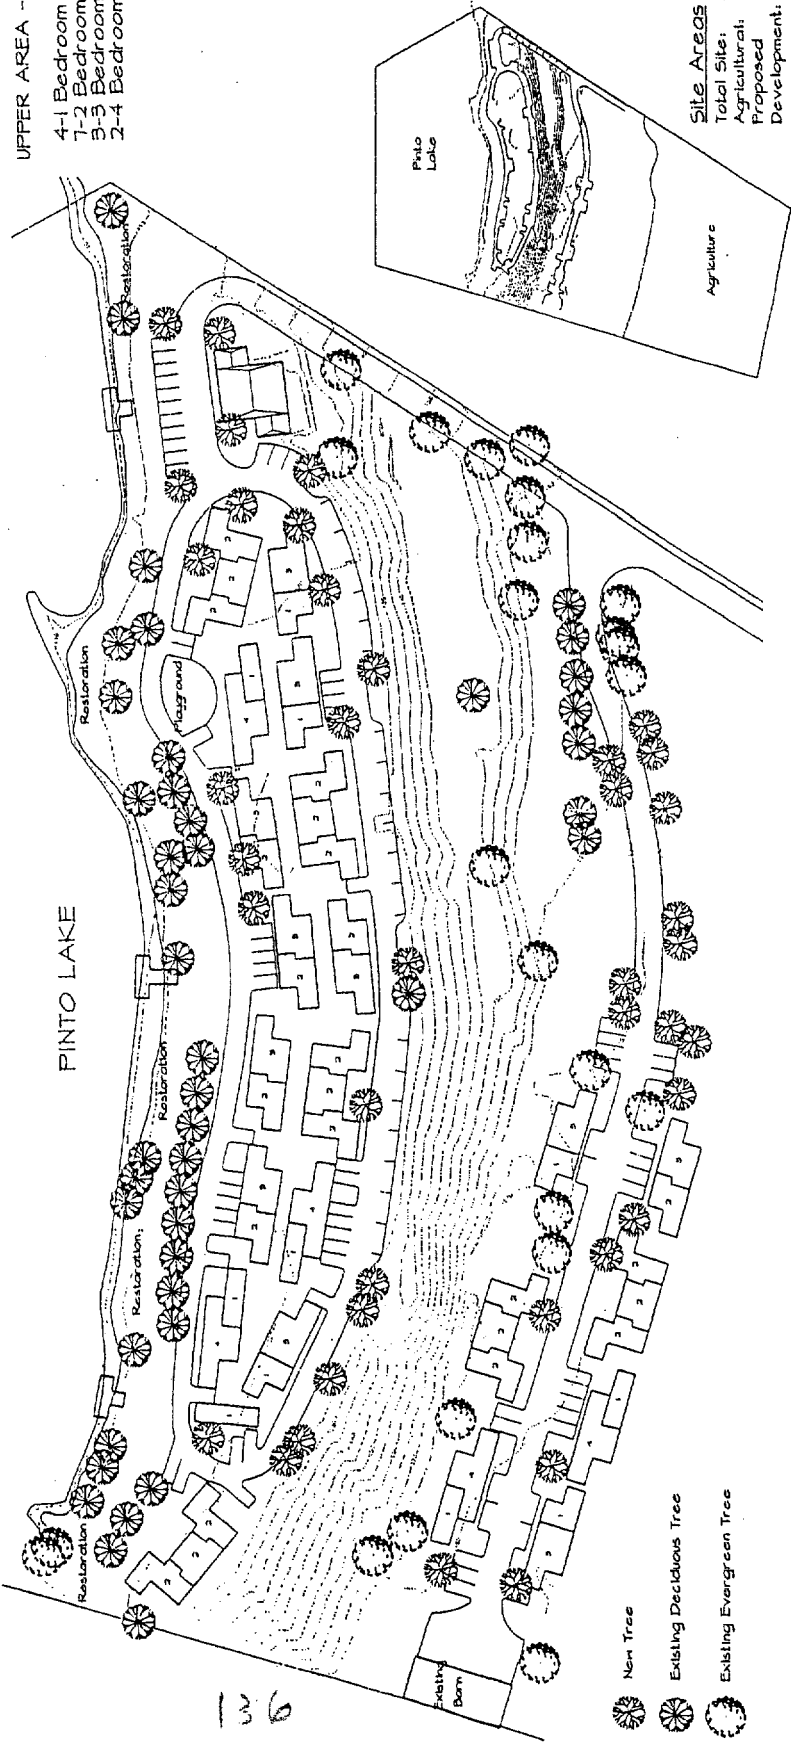 UPPER AREA -
4-1 Bedroom
7-2 Bedroom
3-3 Bedroom
2-4 Bedroom
Pinto
Lake
Agriculture
Site Areas
Total Site:
Agricultural:
Proposed
Development:
PINTO LAKE
Restoration
Restoration
Restoration
Restoration
Restoration
Playground
Existing
Barn
New Tree
Existing Deciduous Tree
Existing Evergreen Tree
136